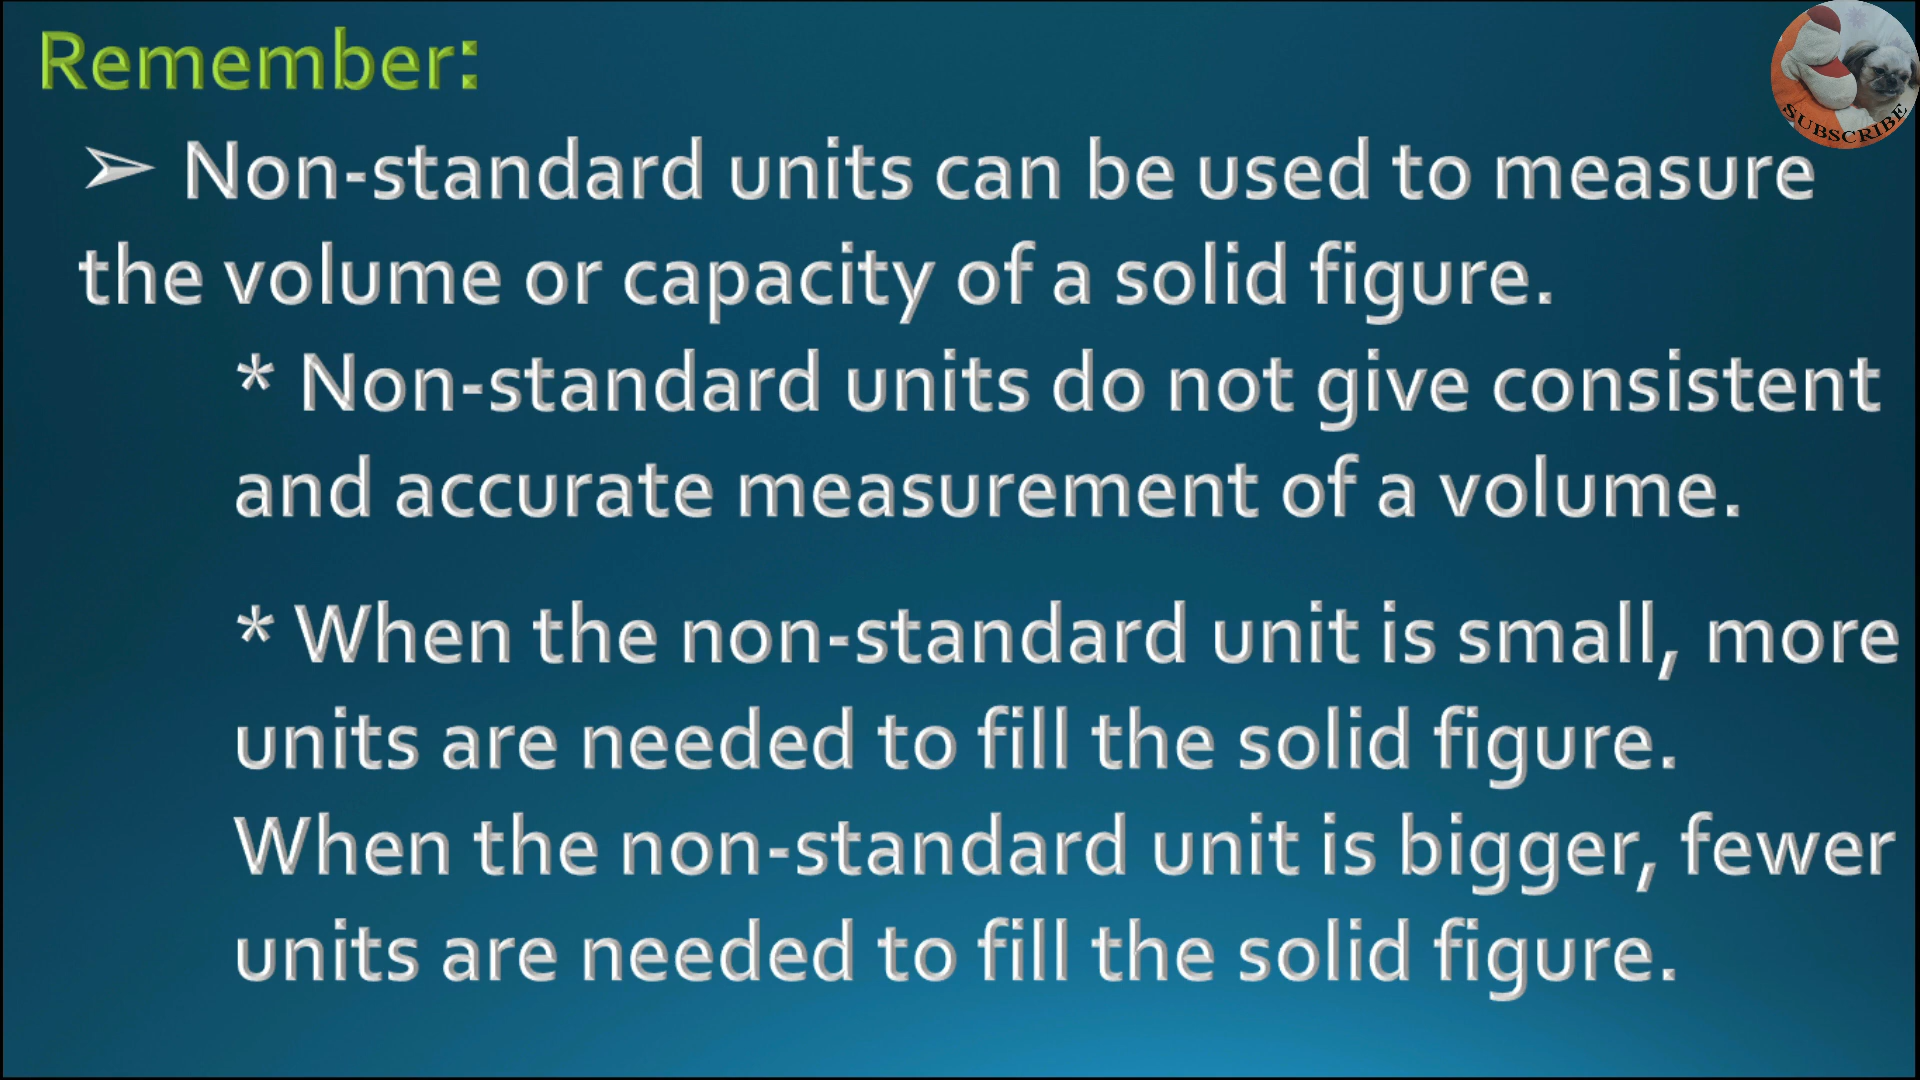 Remember:
SUBSCRIBE
➢ Non-standard units can be used to measure
the volume or capacity of a solid figure.
* Non-standard units do not give consistent
and accurate measurement of a volume.
* When the non-standard unit is small, more
units are needed to fill the solid figure.
When the non-standard unit is bigger, fewer
units are needed to fill the solid figure.